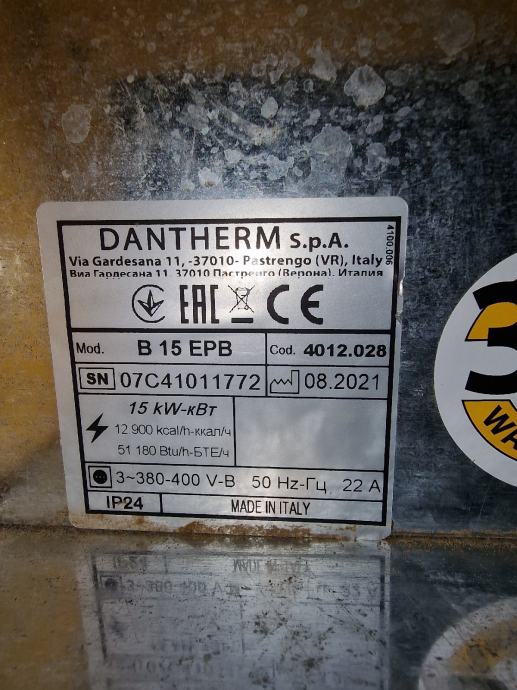 DANTHERM S.p.A.
Via Gardesana 11, -37010- Pastrengo (VR), Italy
Виа Гардесана 11, 37010 Пастренго (Верона), Италия
4100.006
EAC CE
Mod. B 15 EPB Cod. 4012.028
SN 07C41011772 08.2021
15 kW-кВт
12 900 kcal/h-ккал/ч
51 180 Btu/h-БТЕ/ч
3~380-400 V-В 50 Hz-Гц 22 A
IP24 MADE IN ITALY
3
WA